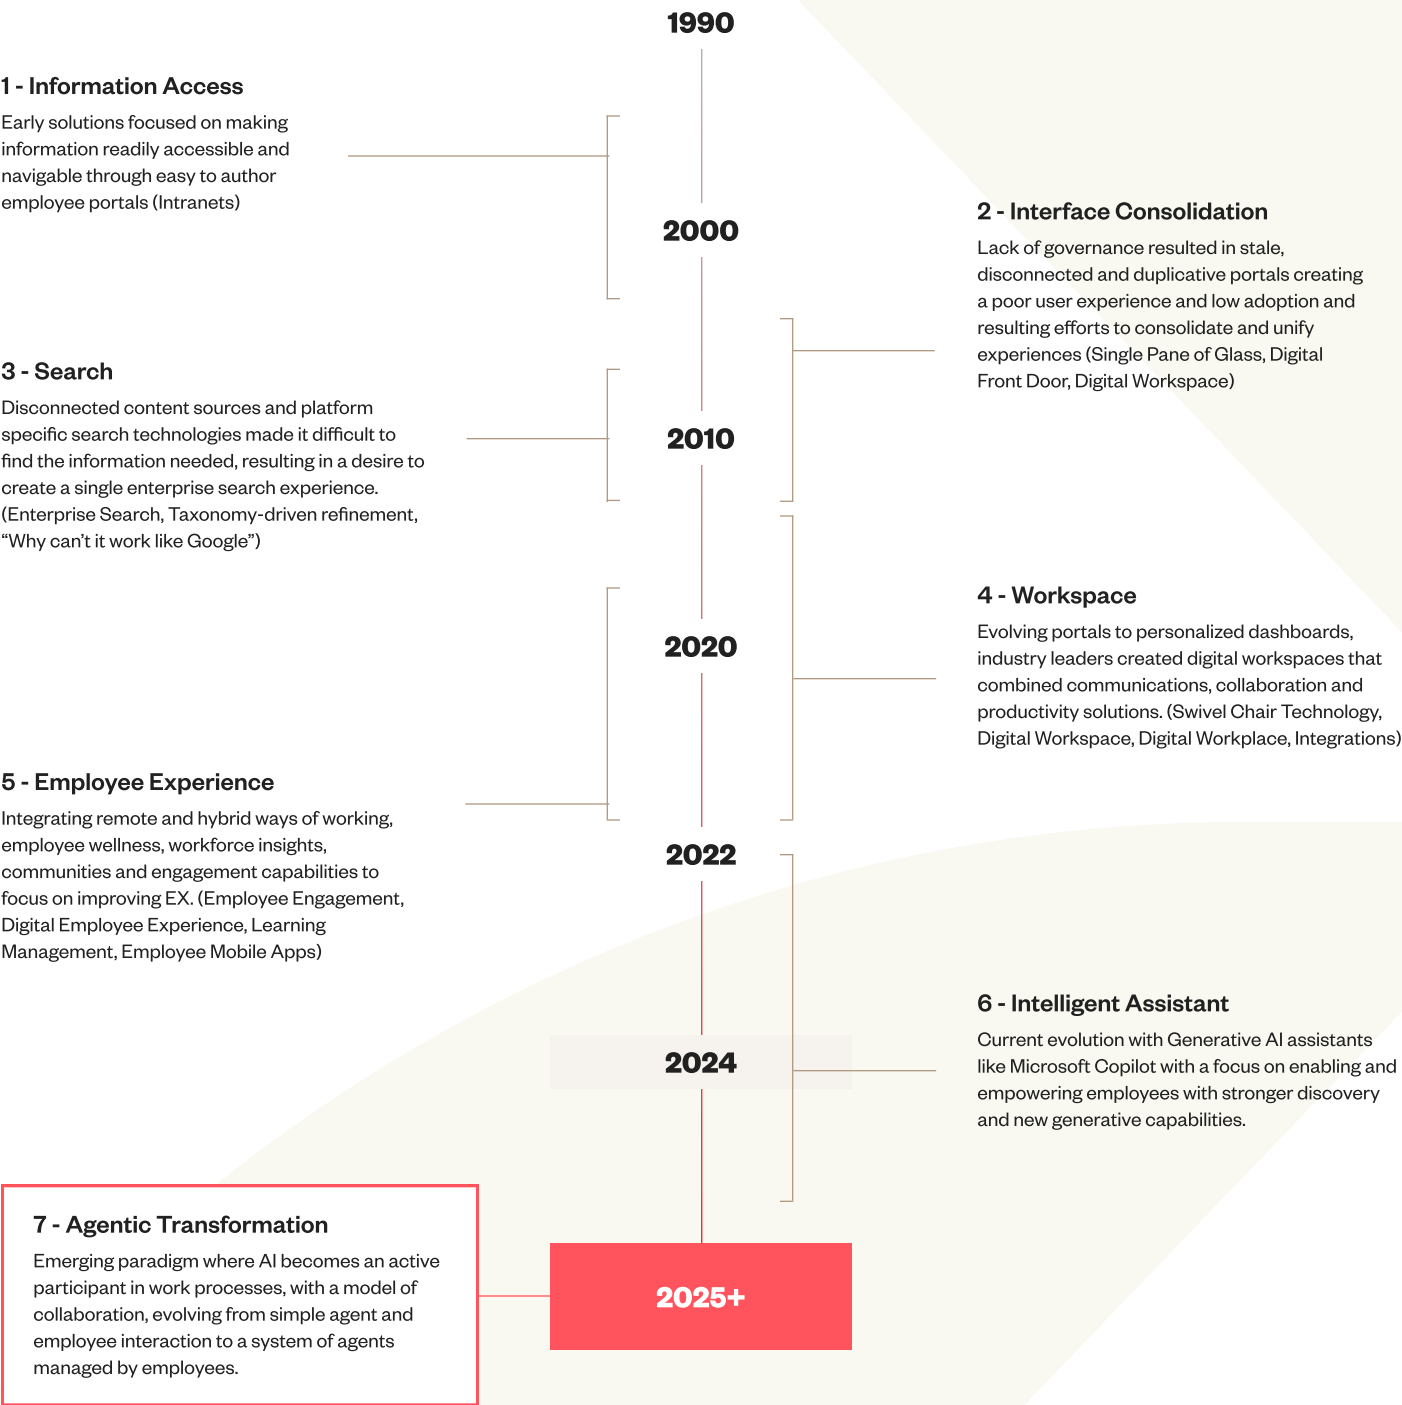 1990
1 - Information Access
Early solutions focused on making
information readily accessible and
navigable through easy to author
employee portals (Intranets)
2000
2 - Interface Consolidation
Lack of governance resulted in stale,
disconnected and duplicative portals creating
a poor user experience and low adoption and
resulting efforts to consolidate and unify
experiences (Single Pane of Glass, Digital
Front Door, Digital Workspace)
3 - Search
Disconnected content sources and platform
specific search technologies made it difficult to
find the information needed, resulting in a desire to
create a single enterprise search experience.
(Enterprise Search, Taxonomy-driven refinement,
“Why can’t it work like Google”)
2010
4 - Workspace
Evolving portals to personalized dashboards,
industry leaders created digital workspaces that
combined communications, collaboration and
productivity solutions. (Swivel Chair Technology,
Digital Workspace, Digital Workplace, Integrations)
2020
5 - Employee Experience
Integrating remote and hybrid ways of working,
employee wellness, workforce insights,
communities and engagement capabilities to
focus on improving EX. (Employee Engagement,
Digital Employee Experience, Learning
Management, Employee Mobile Apps)
2022
6 - Intelligent Assistant
Current evolution with Generative AI assistants
like Microsoft Copilot with a focus on enabling and
empowering employees with stronger discovery
and new generative capabilities.
2024
7 - Agentic Transformation
Emerging paradigm where AI becomes an active
participant in work processes, with a model of
collaboration, evolving from simple agent and
employee interaction to a system of agents
managed by employees.
2025+